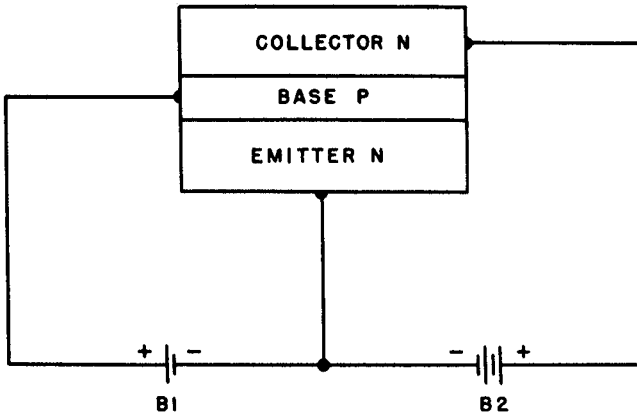 COLLECTOR N
BASE P
EMITTER N
+ - - +
B1 B2